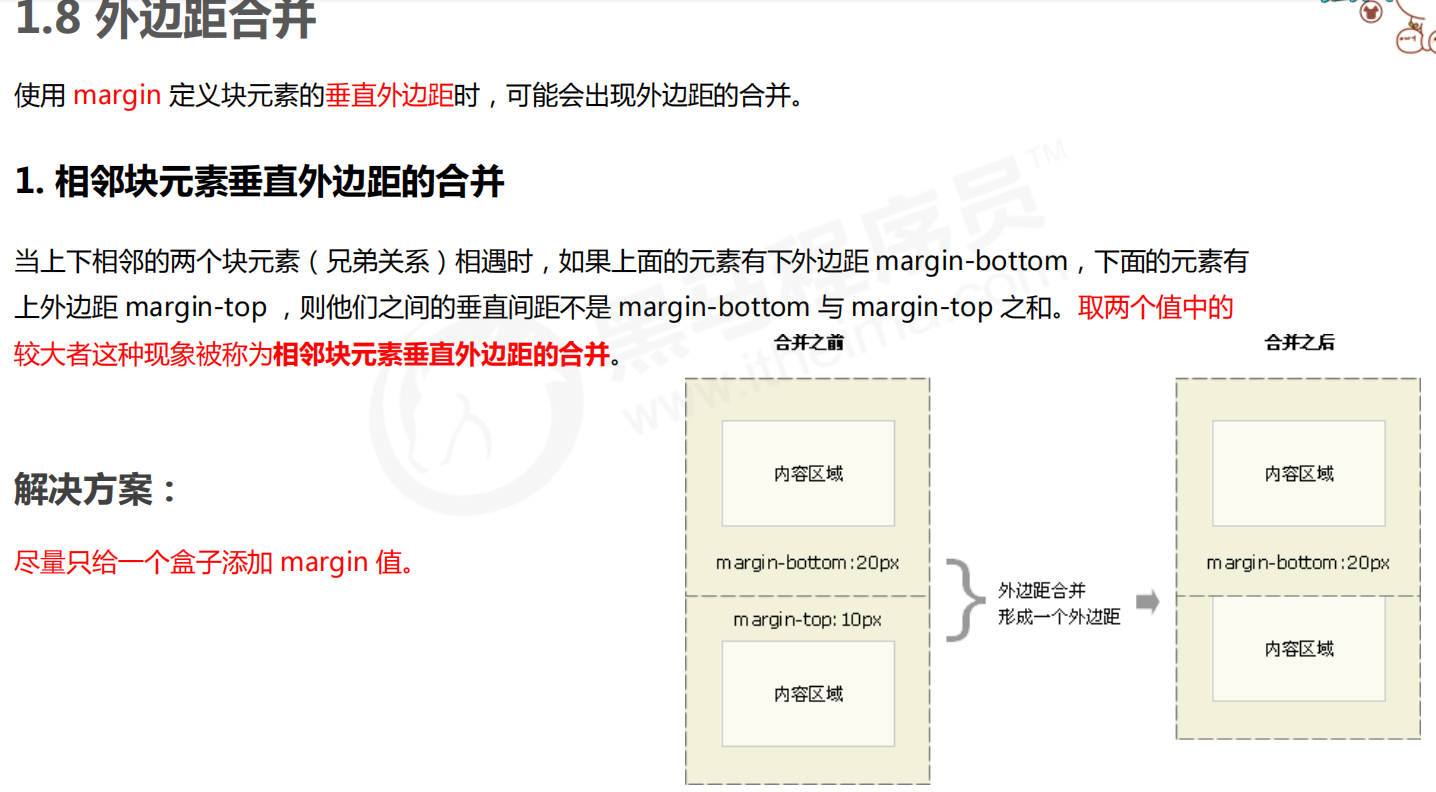 1.8 外边距合并
使用 margin 定义块元素的垂直外边距时，可能会出现外边距的合并。
1. 相邻块元素垂直外边距的合并
当上下相邻的两个块元素（兄弟关系）相遇时，如果上面的元素有下外边距 margin-bottom，下面的元素有
上外边距 margin-top ，则他们之间的垂直间距不是 margin-bottom 与 margin-top 之和。取两个值中的
较大者这种现象被称为相邻块元素垂直外边距的合并。
解决方案：
尽量只给一个盒子添加 margin 值。
合并之前
内容区域
margin-bottom:20px
margin-top:10px
内容区域
外边距合并
形成一个外边距
合并之后
内容区域
margin-bottom:20px
内容区域
黑马程序员™
www.itheima.com